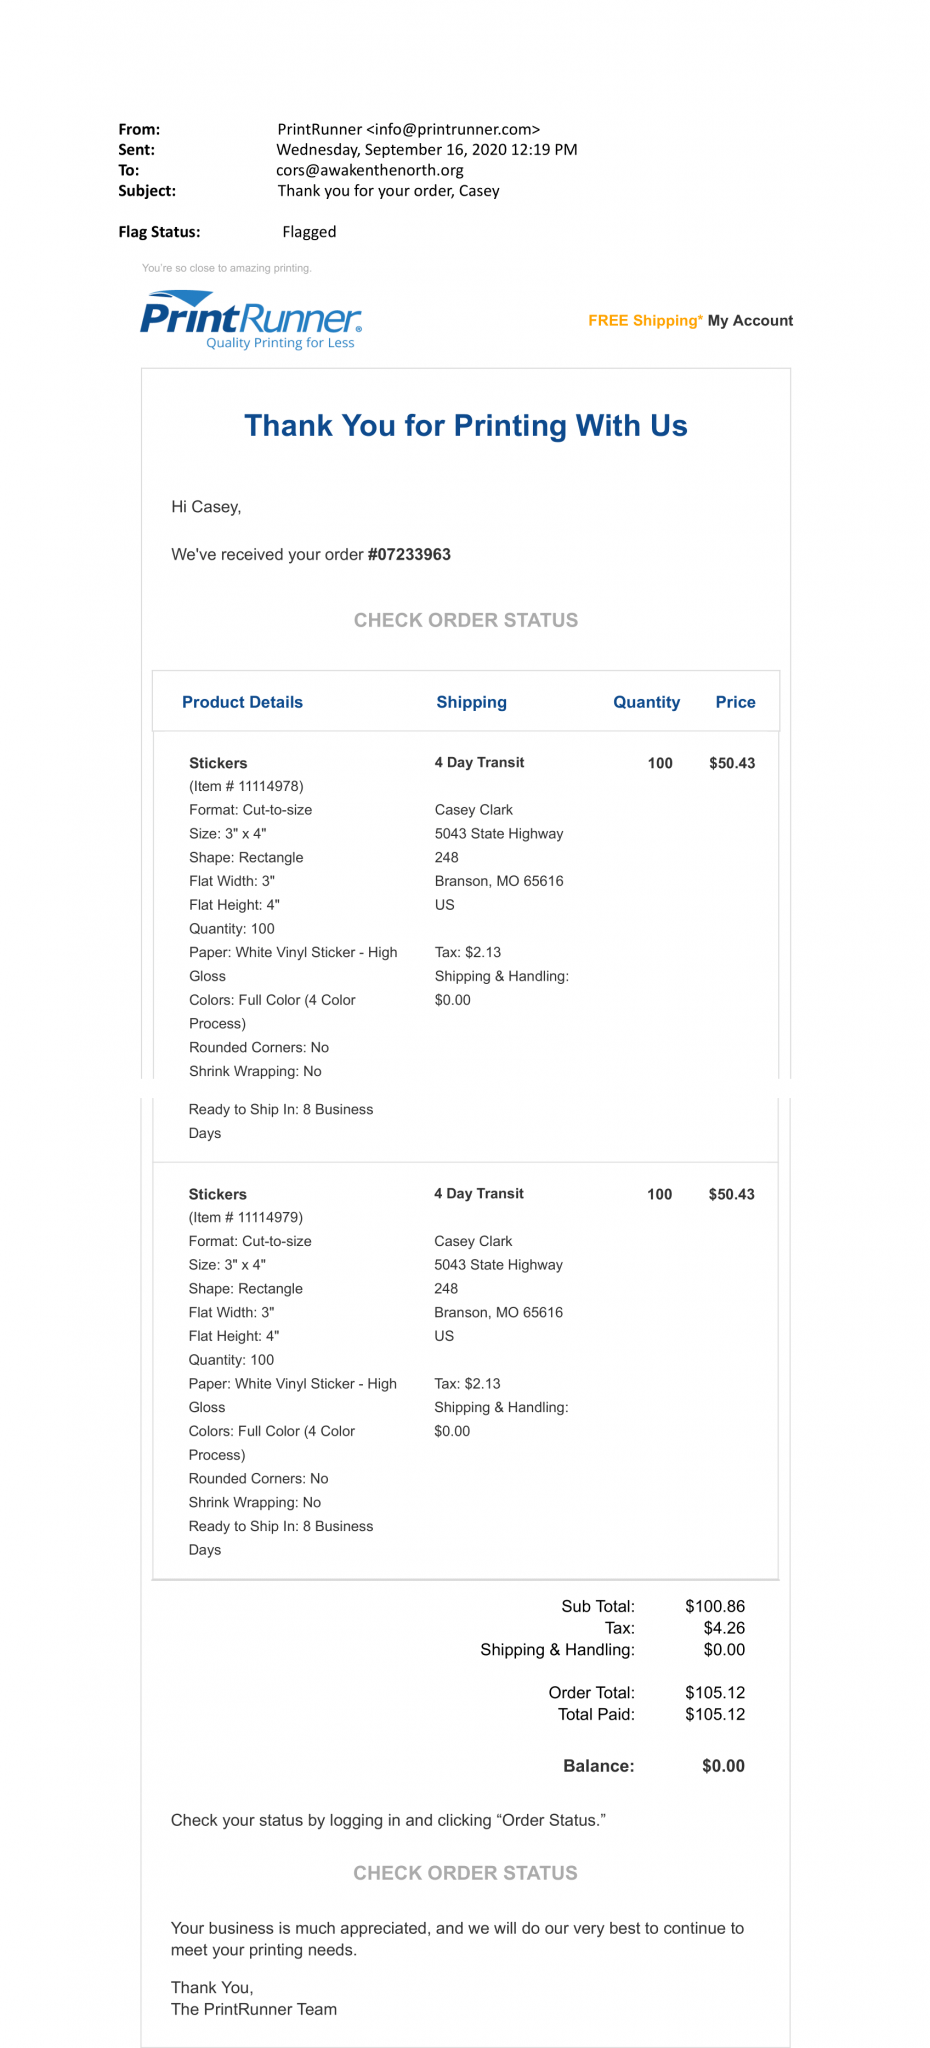 From: PrintRunner <info@printrunner.com>
Sent: Wednesday, September 16, 2020 12:19 PM
To: cors@awakenthenorth.org
Subject: Thank you for your order, Casey
Flag Status: Flagged
You're so close to amazing printing.
PrintRunner®
Quality Printing for Less
FREE Shipping* My Account
Thank You for Printing With Us
Hi Casey,
We've received your order #07233963
CHECK ORDER STATUS
Product Details Shipping Quantity Price
Stickers 4 Day Transit 100 $50.43
(Item # 11114978)
Format: Cut-to-size Casey Clark
Size: 3" x 4" 5043 State Highway
Shape: Rectangle 248
Flat Width: 3" Branson, MO 65616
Flat Height: 4" US
Quantity: 100
Paper: White Vinyl Sticker - High Tax: $2.13
Gloss Shipping & Handling:
Colors: Full Color (4 Color $0.00
Process)
Rounded Corners: No
Shrink Wrapping: No
Ready to Ship In: 8 Business
Days
Stickers 4 Day Transit 100 $50.43
(Item # 11114979)
Format: Cut-to-size Casey Clark
Size: 3" x 4" 5043 State Highway
Shape: Rectangle 248
Flat Width: 3" Branson, MO 65616
Flat Height: 4" US
Quantity: 100
Paper: White Vinyl Sticker - High Tax: $2.13
Gloss Shipping & Handling:
Colors: Full Color (4 Color $0.00
Process)
Rounded Corners: No
Shrink Wrapping: No
Ready to Ship In: 8 Business
Days
Sub Total: $100.86
Tax: $4.26
Shipping & Handling: $0.00
Order Total: $105.12
Total Paid: $105.12
Balance: $0.00
Check your status by logging in and clicking “Order Status.”
CHECK ORDER STATUS
Your business is much appreciated, and we will do our very best to continue to
meet your printing needs.
Thank You,
The PrintRunner Team